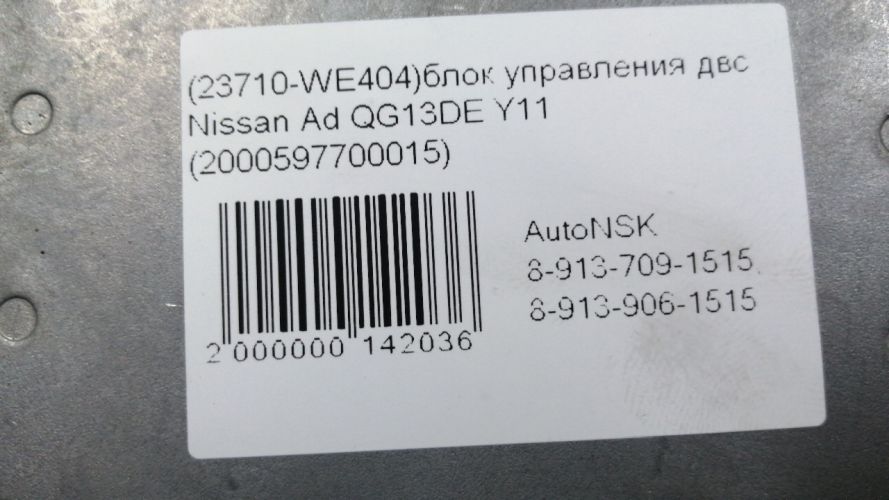 (23710-WE404)блок управления двс
Nissan Ad QG13DE Y11
(2000597700015)
AutoNSK
8-913-709-1515
8-913-906-1515
2 000000 142036